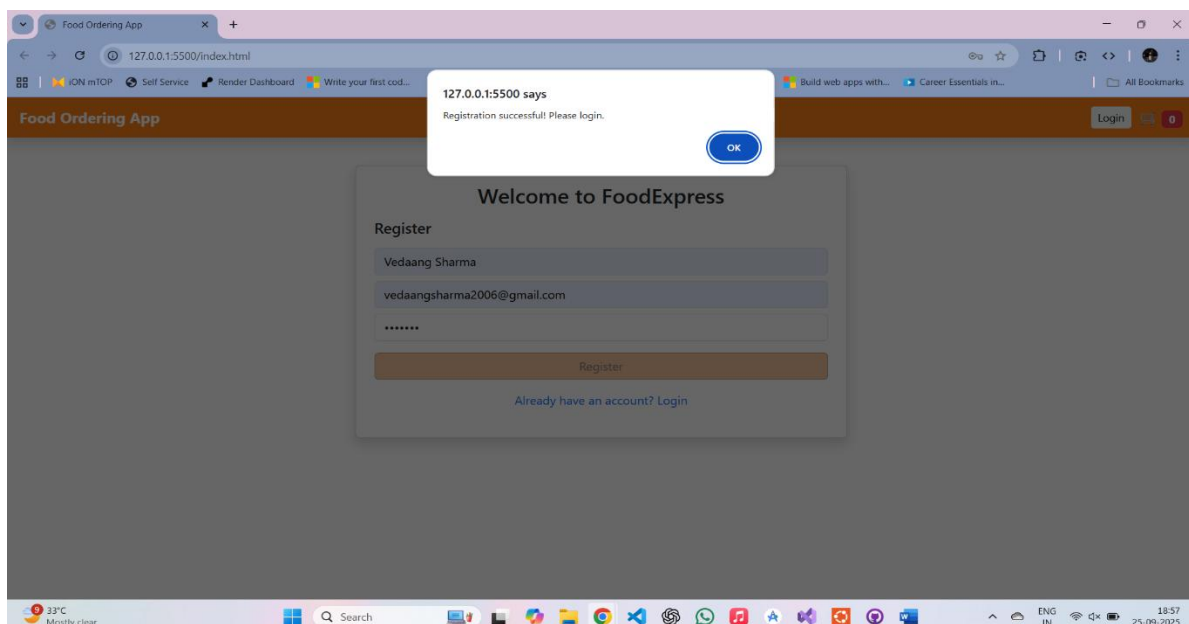 Food Ordering App
127.0.0.1:5500/index.html
iON mTOP Self Service Render Dashboard Write your first cod... Build web apps with... Career Essentials in... All Bookmarks
127.0.0.1:5500 says
Registration successful! Please login.
OK
Food Ordering App
Login 0
Welcome to FoodExpress
Register
Vedaang Sharma
vedaangsharma2006@gmail.com
•••••••
Register
Already have an account? Login
9 33°C
Mostly clear
Search
ENG
IN
18:57
25-09-2025